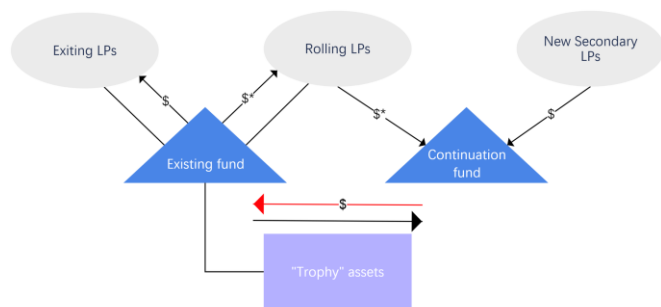 Exiting LPs
Rolling LPs
New Secondary
LPs
$
$*
$*
$
Existing fund
Continuation
fund
$
"Trophy" assets